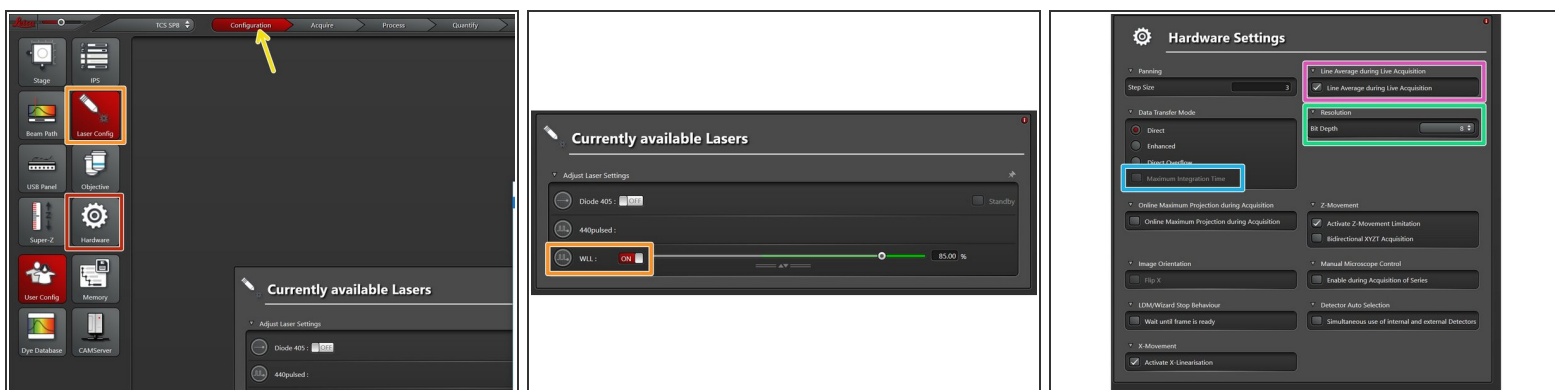 TCS SP8
Configuration
Acquire
Process
Quantify
Stage
IPS
Beam Path
Laser Config
USB Panel
Objective
Super-Z
Hardware
User Config
Memory
Dye Database
CAMServer
Currently available Lasers
Adjust Laser Settings
Diode 405 : OFF
440pulsed :
Currently available Lasers
Adjust Laser Settings
Diode 405 : OFF
Standby
440pulsed :
WLL : ON 85.00 %
Hardware Settings
Panning
Step Size 3
Line Average during Live Acquisition
Line Average during Live Acquisition
Data Transfer Mode
Direct
Enhanced
Direct Overflow
Maximum Integration Time
Resolution
Bit Depth 8
Online Maximum Projection during Acquisition
Online Maximum Projection during Acquisition
Z-Movement
Activate Z-Movement Limitation
Bidirectional XYZT Acquisition
Image Orientation
Flip X
Manual Microscope Control
Enable during Acquisition of Series
LDM/Wizard Stop Behaviour
Wait until frame is ready
Detector Auto Selection
Simultaneous use of internal and external Detectors
X-Movement
Activate X-Linearisation